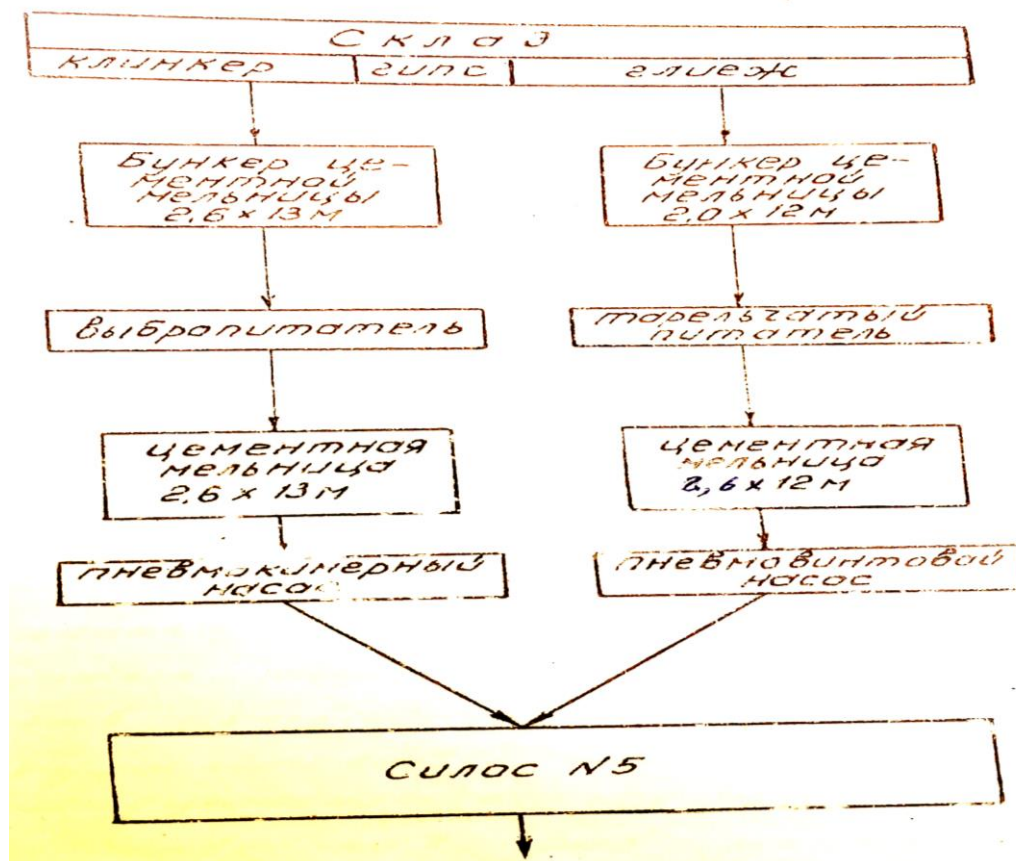 Склад
клинкер гипс глиеж
Бункер це-
ментной
мельницы
2,6 х 13 м
Бункер це-
ментной
мельницы
2,0 х 12 м
выбропитатель
тарельчатый
питатель
цементная
мельница
2,6 х 13 м
цементная
мельница
2,6 х 12 м
пневмокимерный
насос
пневмовинтовой
насос
Силос N5